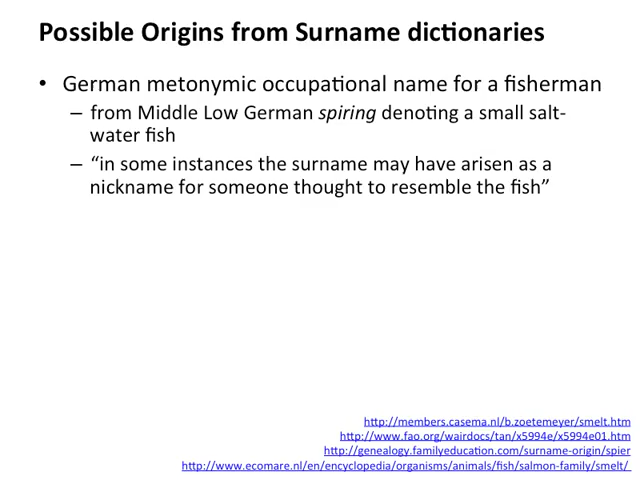 Possible Origins from Surname dictionaries
• German metonymic occupational name for a fisherman
– from Middle Low German spiring denoting a small salt-
water fish
– “in some instances the surname may have arisen as a
nickname for someone thought to resemble the fish”
http://members.casema.nl/b.zoetemeyer/smelt.htm
http://www.fao.org/wairdocs/tan/x5994e/x5994e01.htm
http://genealogy.familyeducation.com/surname-origin/spier
http://www.ecomare.nl/en/encyclopedia/organisms/animals/fish/salmon-family/smelt/